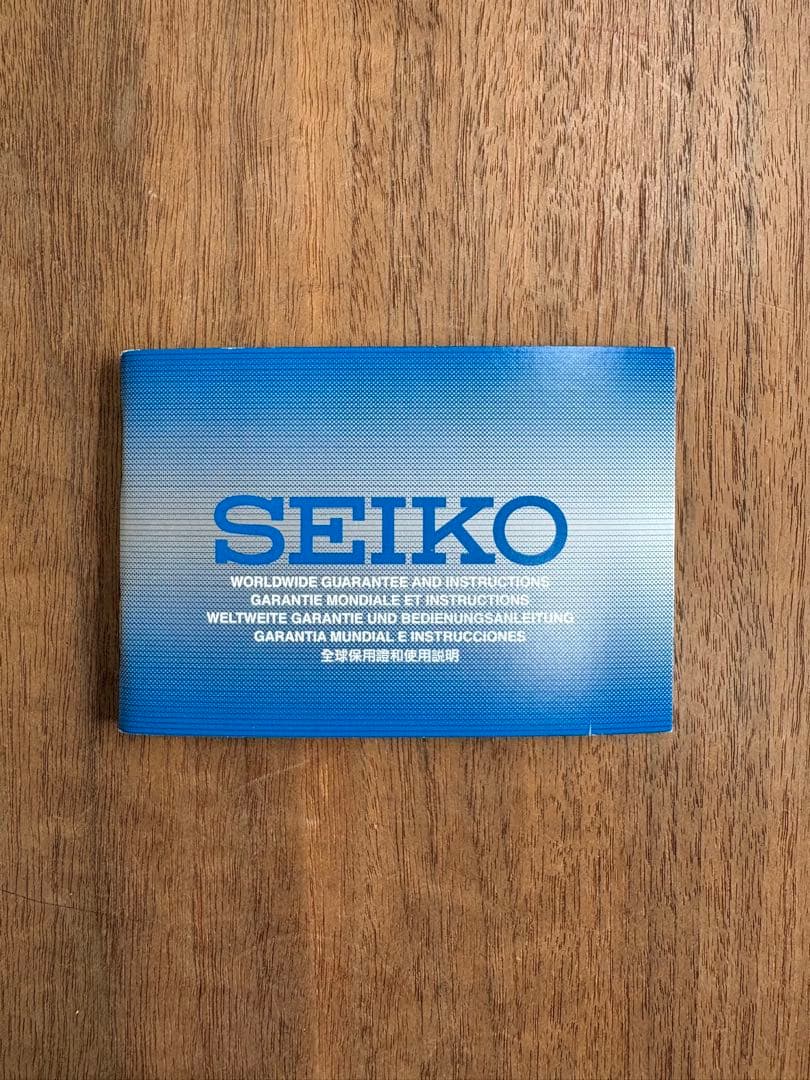 SEIKO
WORLDWIDE GUARANTEE AND INSTRUCTIONS
GARANTIE MONDIALE ET INSTRUCTIONS
WELTWEITE GARANTIE UND BEDIENUNGSANLEITUNG
GARANTIA MUNDIAL E INSTRUCCIONES
全球保用證和使用説明